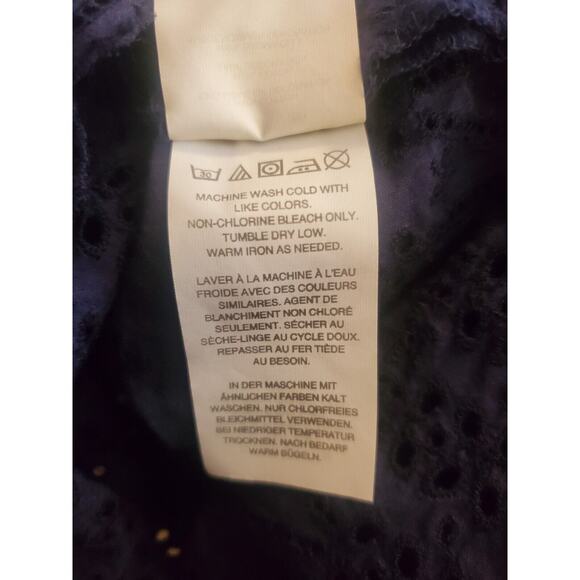 30
MACHINE WASH COLD WITH
LIKE COLORS.
NON-CHLORINE BLEACH ONLY.
TUMBLE DRY LOW.
WARM IRON AS NEEDED.
LAVER À LA MACHINE À L'EAU
FROIDE AVEC DES COULEURS
SIMILAIRES. AGENT DE
BLANCHIMENT NON CHLORÉ
SEULEMENT. SÉCHER AU
SÈCHE-LINGE AU CYCLE DOUX.
REPASSER AU FER TIÈDE
AU BESOIN.
IN DER MASCHINE MIT
ÄHNLICHEN FARBEN KALT
WASCHEN. NUR CHLORFREIES
BLEICHMITTEL VERWENDEN.
BEI NIEDRIGER TEMPERATUR
TROCKNEN. NACH BEDARF
WARM BÜGELN.